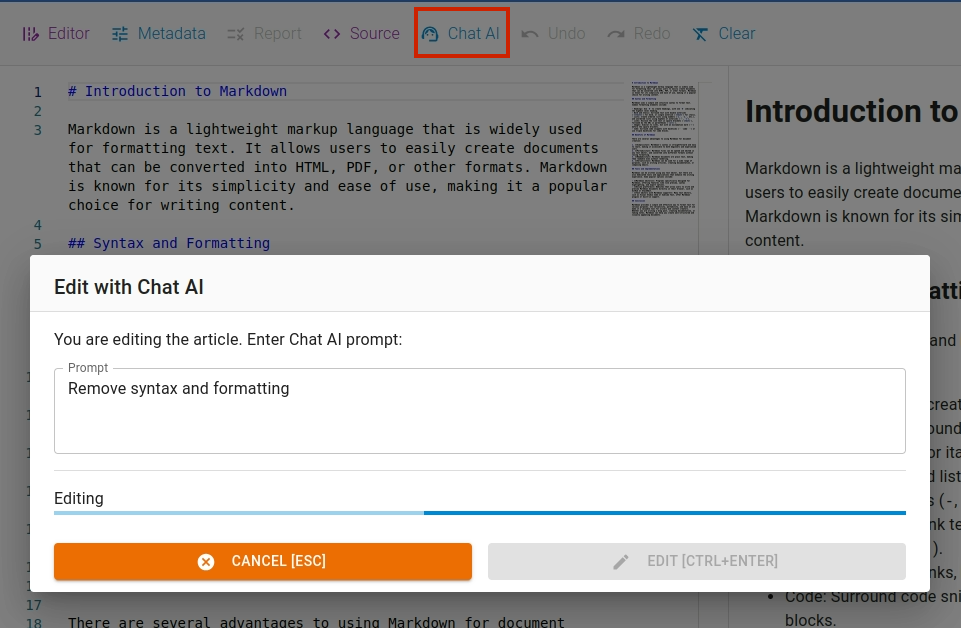 Editor Metadata Report Source Chat AI Undo Redo Clear
1 # Introduction to Markdown
2
3 Markdown is a lightweight markup language that is widely used
for formatting text. It allows users to easily create documents
that can be converted into HTML, PDF, or other formats. Markdown
is known for its simplicity and ease of use, making it a popular
choice for writing content.
4
5 ## Syntax and Formatting
Introduction to
Markdown is a lightweight ma
users to easily create docume
Markdown is known for its sim
content.
Edit with Chat AI
You are editing the article. Enter Chat AI prompt:
Prompt
Remove syntax and formatting
Editing
CANCEL [ESC] EDIT [CTRL+ENTER]
atti
and
creat
ound
or ita
d list
s (-,
nk te
).
nks,
Code: Surround code sni
blocks.
17
18 There are several advantages to using Markdown for document